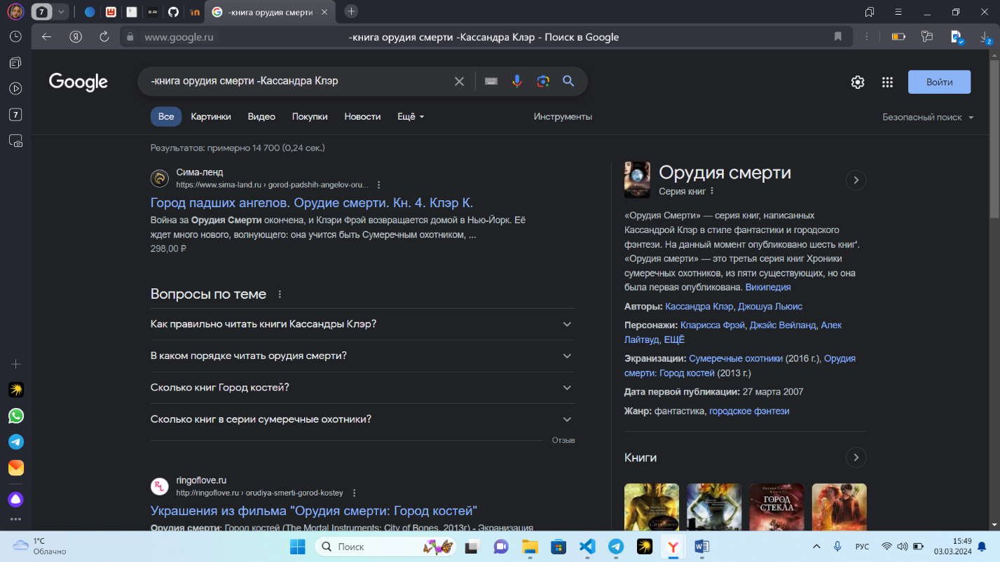 7
-книга орудия смерти -
www.google.ru
-книга орудия смерти -Кассандра Клэр - Поиск в Google
2
7
Google
-книга орудия смерти -Кассандра Клэр
Войти
Все
Картинки
Видео
Покупки
Новости
Ещё
Инструменты
Безопасный поиск
Результатов: примерно 14 700 (0,24 сек.)
Сима-ленд
https://www.sima-land.ru › gorod-padshih-angelov-oru...
Город падших ангелов. Орудие смерти. Кн. 4. Клэр К.
Война за Орудия Смерти окончена, и Клэри Фрэй возвращается домой в Нью-Йорк. Её
ждет много нового, волнующего: она учится быть Сумеречным охотником, ...
298,00 ₽
Вопросы по теме
Как правильно читать книги Кассандры Клэр?
В каком порядке читать орудия смерти?
Сколько книг Город костей?
Сколько книг в серии сумеречные охотники?
Отзыв
ringoflove.ru
http://ringoflove.ru › orudiya-smerti-gorod-kostey
Украшения из фильма "Орудия смерти: Город костей"
Орудия смерти: Город костей (The Mortal Instruments: City of Bones, 2013г) - Экранизация
Орудия смерти
Серия книг
«Орудия Смерти» — серия книг, написанных
Кассандрой Клэр в стиле фантастики и городского
фэнтези. На данный момент опубликовано шесть книг'.
«Орудия смерти» — это третья серия книг Хроники
сумеречных охотников, из пяти существующих, но она
была первая опубликована. Википедия
Авторы: Кассандра Клэр, Джошуа Льюис
Персонажи: Кларисса Фрэй, Джэйс Вейланд, Алек
Лайтвуд, ЕЩЁ
Экранизации: Сумеречные охотники (2016 г.), Орудия
смерти: Город костей (2013 г.)
Дата первой публикации: 27 марта 2007
Жанр: фантастика, городское фэнтези
Книги
ГОРОД
СТЕКЛА
1°C
Облачно
Поиск
РУС
15:49
03.03.2024